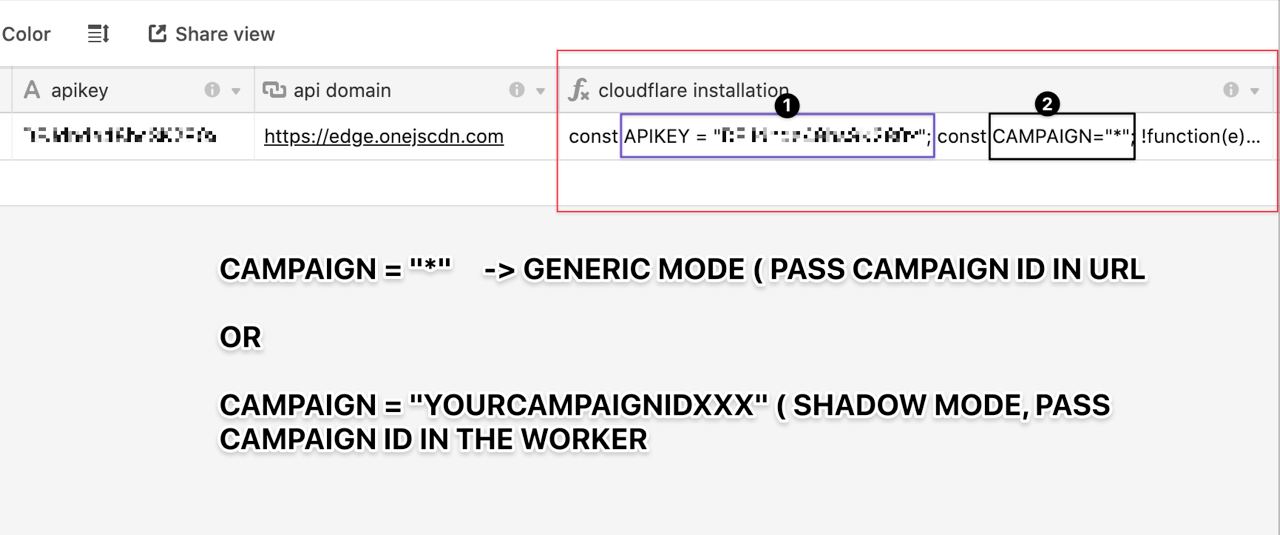 Color Share view
apikey api domain cloudflare installation
1 2
https://edge.onejscdn.com const APIKEY = " "; const CAMPAIGN="*"; !function(e)...
CAMPAIGN = "*" -> GENERIC MODE ( PASS CAMPAIGN ID IN URL
OR
CAMPAIGN = "YOURCAMPAIGNIDXXX" ( SHADOW MODE, PASS
CAMPAIGN ID IN THE WORKER